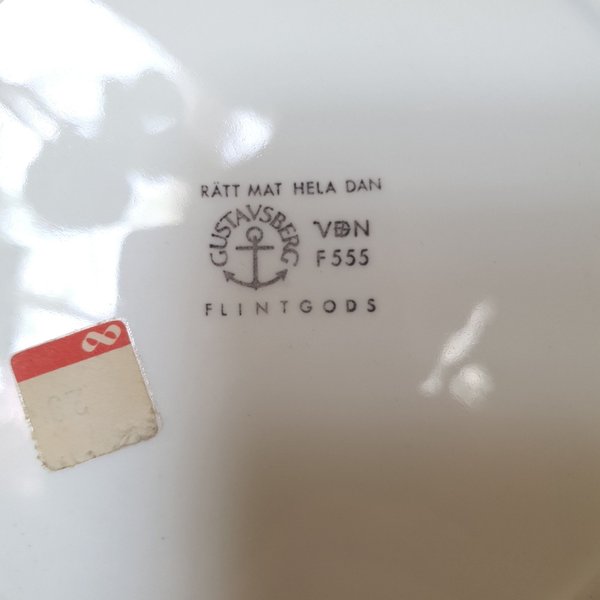 RÄTT MAT HELA DAN
GUSTAVSBERG
VDN
F555
FLINTGODS